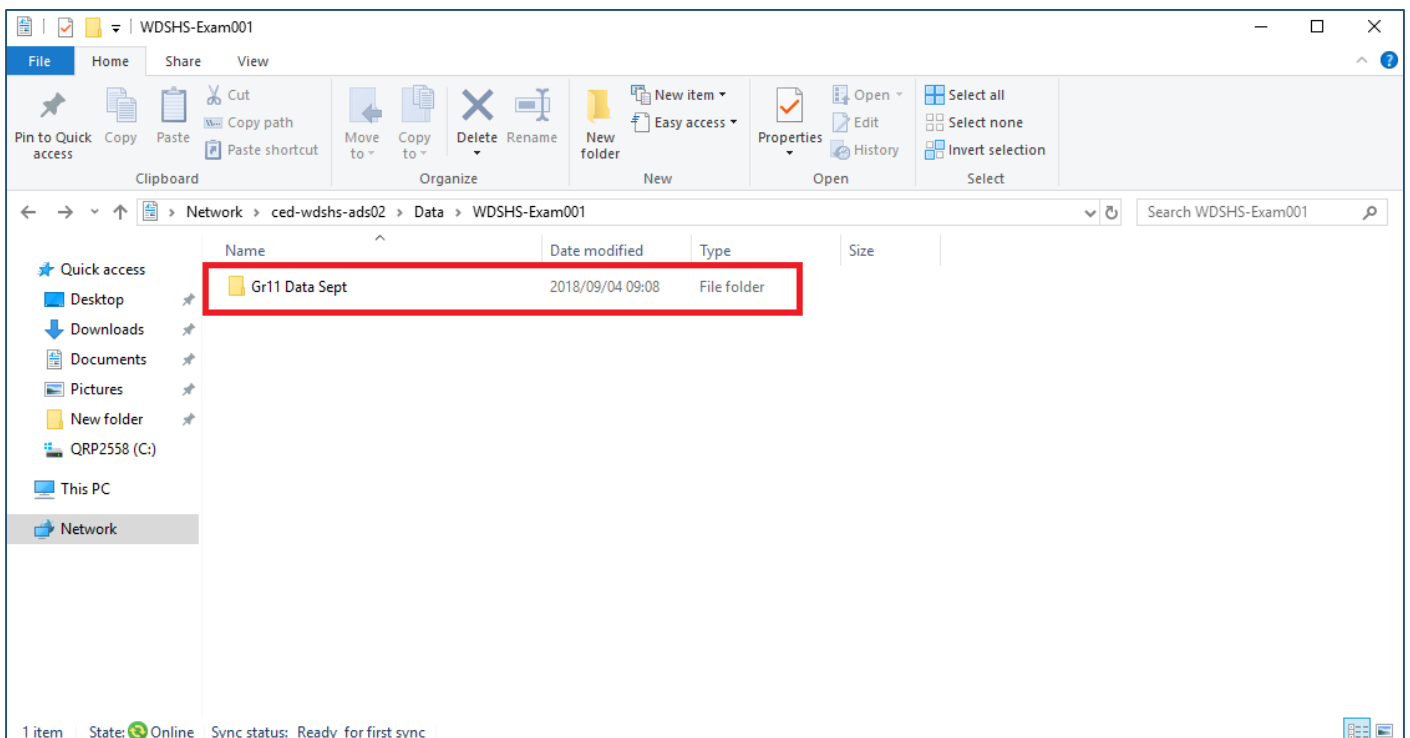 WDSHS-Exam001
File Home Share View
Pin to Quick access
Copy
Paste
Cut
Copy path
Paste shortcut
Clipboard
Move to
Copy to
Delete
Rename
Organize
New folder
New item
Easy access
New
Properties
Open
Edit
History
Open
Select all
Select none
Invert selection
Select
Network > ced-wdshs-ads02 > Data > WDSHS-Exam001
Search WDSHS-Exam001
Name Date modified Type Size
Gr11 Data Sept 2018/09/04 09:08 File folder
Quick access
Desktop
Downloads
Documents
Pictures
New folder
QRP2558 (C:)
This PC
Network
1 item State: Online Sync status: Ready for first sync